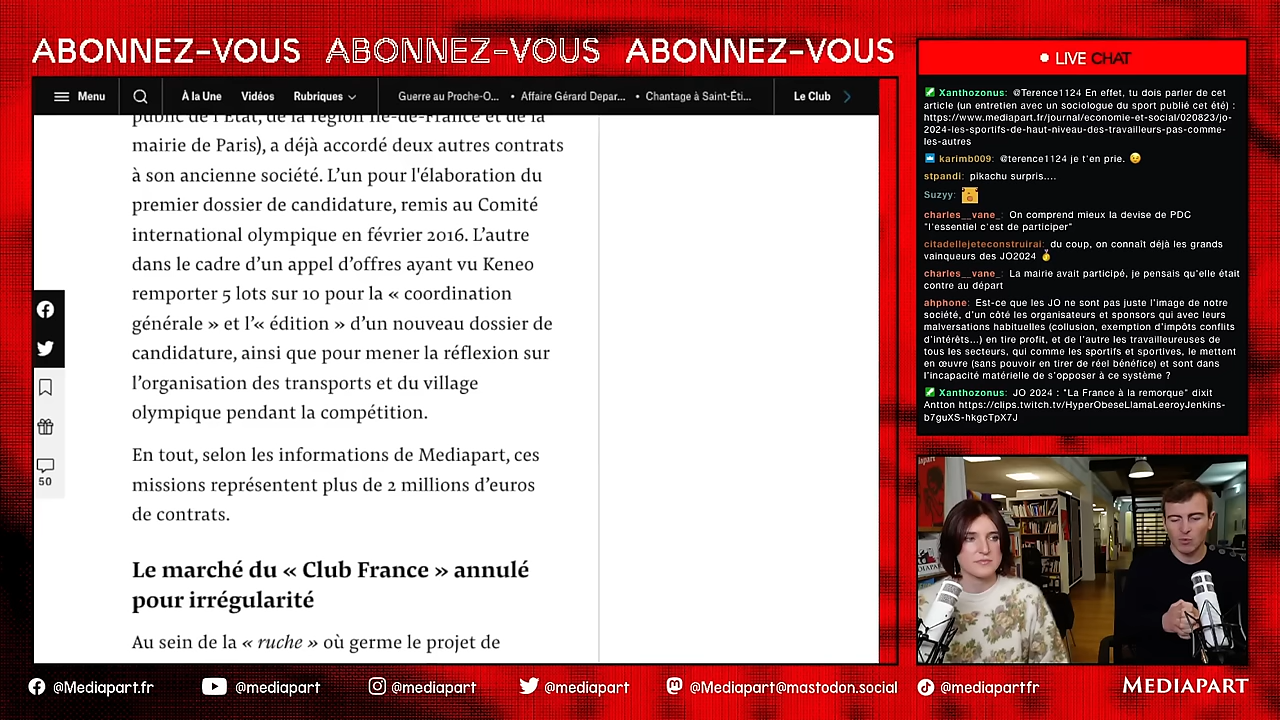 ABONNEZ-VOUS ABONNEZ-VOUS ABONNEZ-VOUS
Menu
À la Une Vidéos Rubriques
Guerre au Proche-O... • Affaire Gérard Depar... • Chantage à Saint-Éti...
Le Club
public de l'État, de la région Île-de-France et de la
mairie de Paris), a déjà accordé deux autres contrats
à son ancienne société. L’un pour l'élaboration du
premier dossier de candidature, remis au Comité
international olympique en février 2016. L’autre
dans le cadre d’un appel d’offres ayant vu Keneo
remporter 5 lots sur 10 pour la « coordination
générale » et l’« édition » d’un nouveau dossier de
candidature, ainsi que pour mener la réflexion sur
l’organisation des transports et du village
olympique pendant la compétition.
En tout, selon les informations de Mediapart, ces
missions représentent plus de 2 millions d’euros
de contrats.
Le marché du « Club France » annulé
pour irrégularité
Au sein de la « ruche » où germe le projet de
50
LIVE CHAT
Xanthozonus: @Terence1124 En effet, tu dois parler de cet
article (un entretien avec un sociologue du sport publié cet été) :
https://www.mediapart.fr/journal/economie-et-social/020823/jo-
2024-les-sportifs-de-haut-niveau-des-travailleurs-pas-comme-
les-autres
karimb009: @terence1124 je t'en prie. 😉
stpandi: pikachu surpris....
Suzyy:
charles__vane_: On comprend mieux la devise de PDC
"l'essentiel c'est de participer"
citadellejeteconstruirai: du coup, on connaît déjà les grands
vainqueurs des JO2024 🥇
charles__vane_: La mairie avait participé, je pensais qu'elle était
contre au départ
ahphone: Est-ce que les JO ne sont pas juste l'image de notre
société, d'un côté les organisateurs et sponsors qui avec leurs
malversations habituelles (collusion, exemption d'impôts conflits
d'intérêts...) en tire profit, et de l'autre les travailleureuses de
tous les secteurs, qui comme les sportifs et sportives, le mettent
en œuvre (sans pouvoir en tirer de réel bénéfice) et sont dans
l'incapacité matérielle de s'opposer à ce système ?
Xanthozonus: JO 2024 : "La France à la remorque" dixit
Antton https://clips.twitch.tv/HyperObeseLlamaLeeroyJenkins-
b7guXS-hkgcTpX7J
@Mediapart.fr @mediapart @mediapart @mediapart @Mediapart@mastodon.social @mediapartfr MEDIAPART